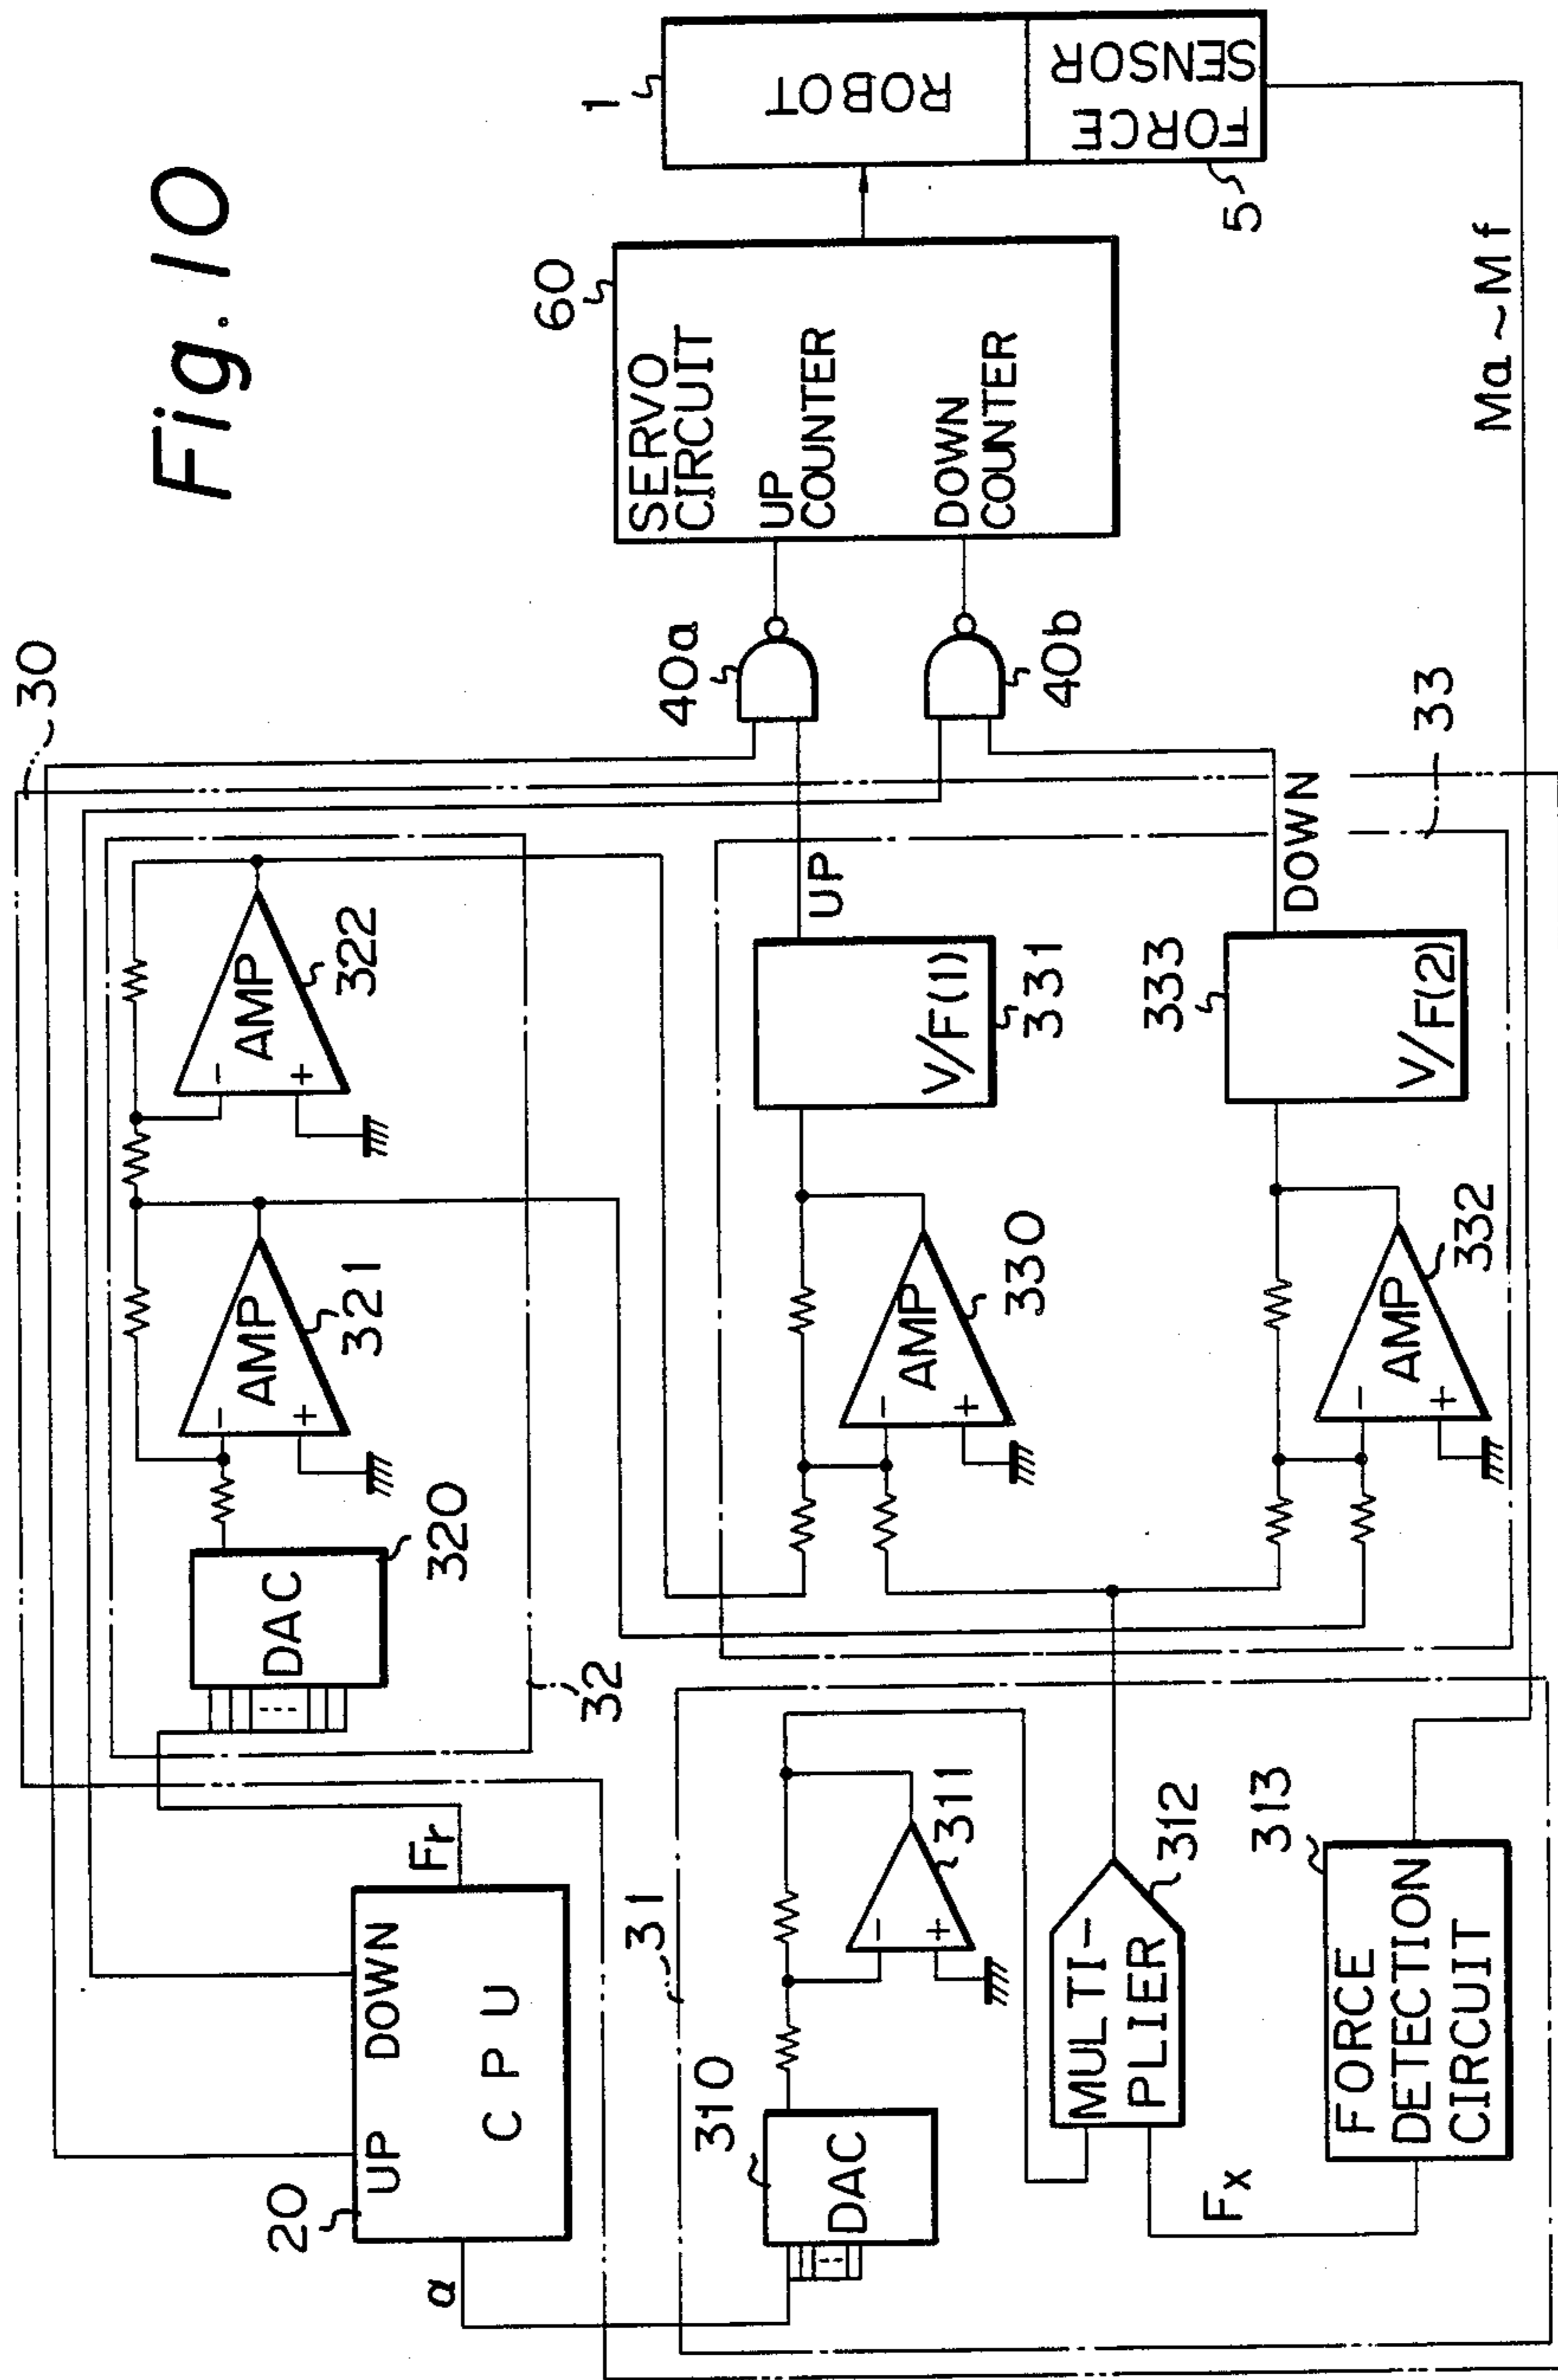 Fig. 10
30
20
UP
DOWN
C P U
α
Fr
DAC
320
−
+
AMP
321
−
+
AMP
322
32
31
310
DAC
−
+
311
MULTI-
PLIER
312
Fx
FORCE
DETECTION
CIRCUIT
313
−
+
AMP
330
V/F(1)
331
UP
−
+
AMP
332
V/F(2)
333
DOWN
33
40a
40b
60
SERVO
CIRCUIT
UP
COUNTER
DOWN
COUNTER
1
ROBOT
FORCE
SENSOR
5
Ma~Mf